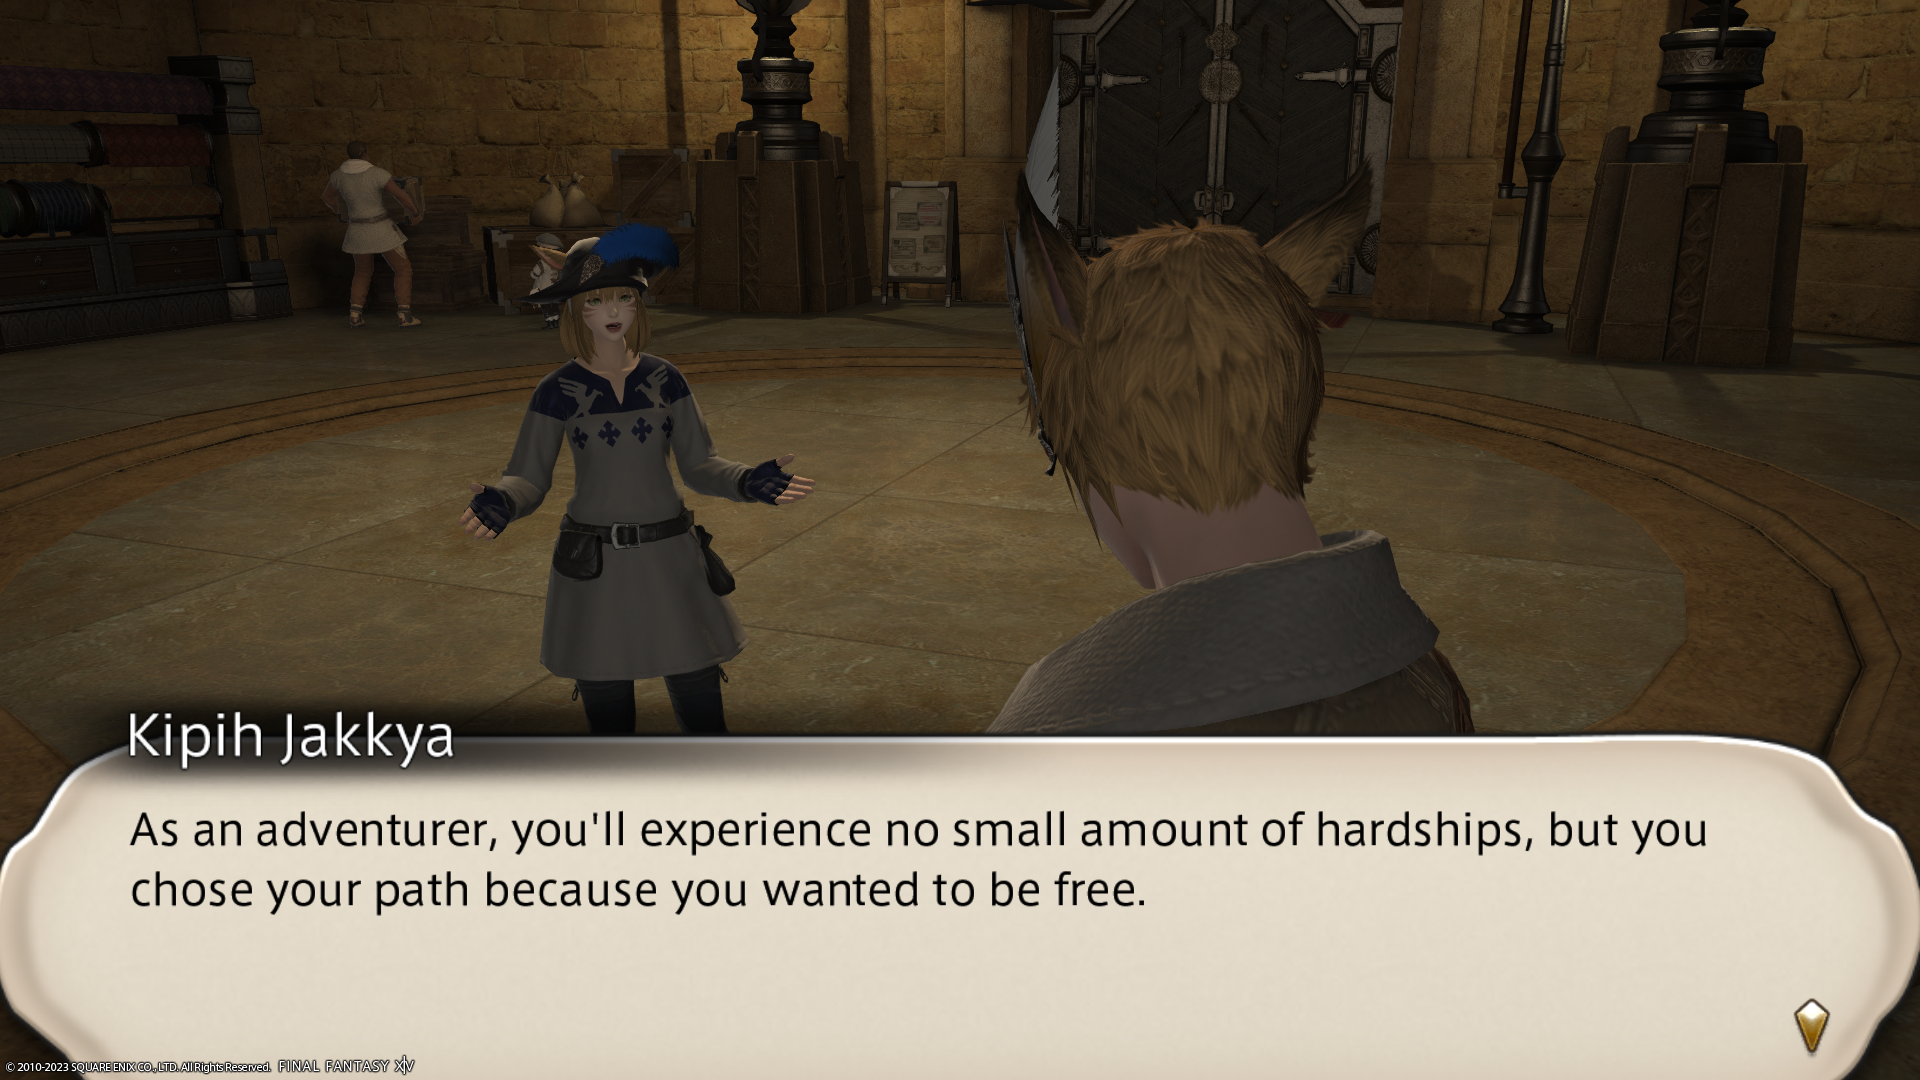 Kipih Jakkya
As an adventurer, you'll experience no small amount of hardships, but you
chose your path because you wanted to be free.
© 2010-2023 SQUARE ENIX CO., LTD. All Rights Reserved. FINAL FANTASY XIV